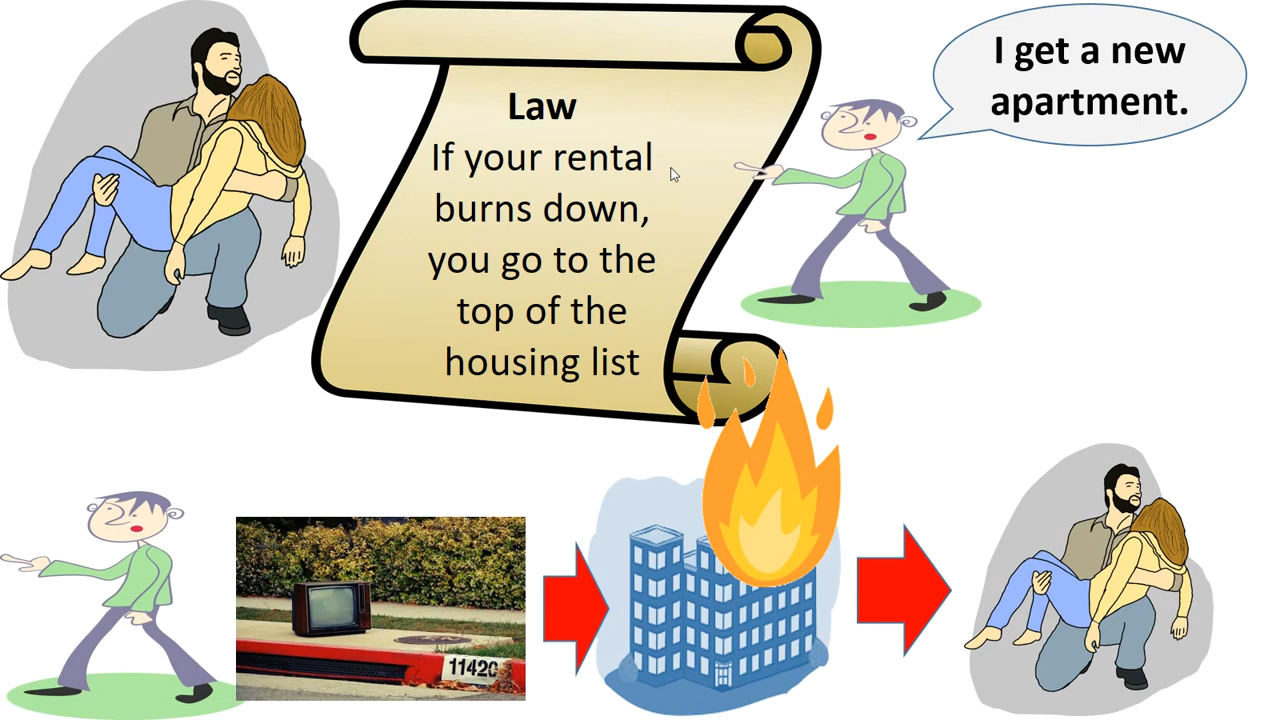 Law
If your rental
burns down,
you go to the
top of the
housing list
I get a new
apartment.
11420